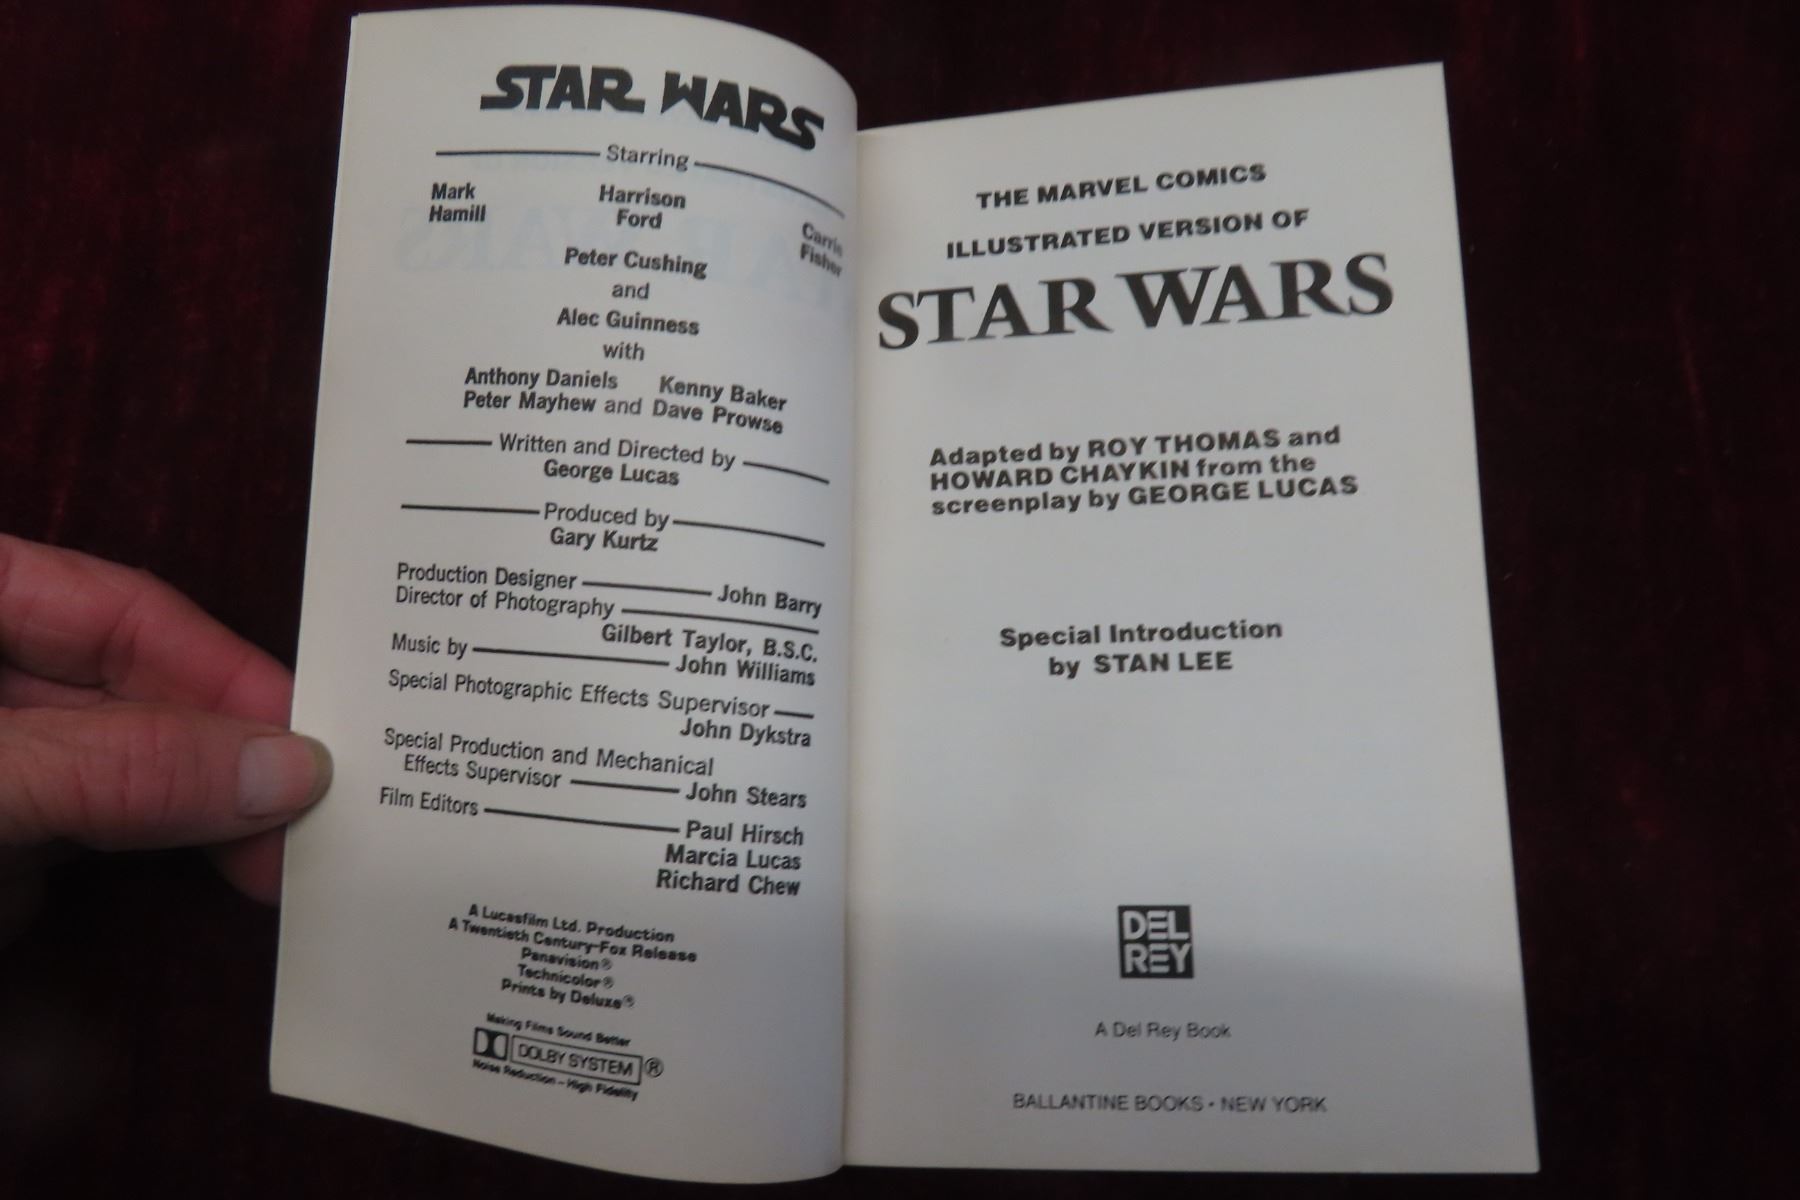 STAR WARS
Starring
Mark Hamill
Harrison Ford
Carrie Fisher
Peter Cushing
and
Alec Guinness
with
Anthony Daniels Kenny Baker
Peter Mayhew and Dave Prowse
Written and Directed by
George Lucas
Produced by
Gary Kurtz
Production Designer John Barry
Director of Photography
Gilbert Taylor, B.S.C.
Music by John Williams
Special Photographic Effects Supervisor
John Dykstra
Special Production and Mechanical
Effects Supervisor John Stears
Film Editors Paul Hirsch
Marcia Lucas
Richard Chew
A Lucasfilm Ltd. Production
A Twentieth Century-Fox Release
Panavision®
Technicolor®
Prints by Deluxe®
Making Films Sound Better
DOLBY SYSTEM ®
Noise Reduction - High Fidelity
THE MARVEL COMICS
ILLUSTRATED VERSION OF
STAR WARS
Adapted by ROY THOMAS and
HOWARD CHAYKIN from the
screenplay by GEORGE LUCAS
Special Introduction
by STAN LEE
DEL
REY
A Del Rey Book
BALLANTINE BOOKS • NEW YORK